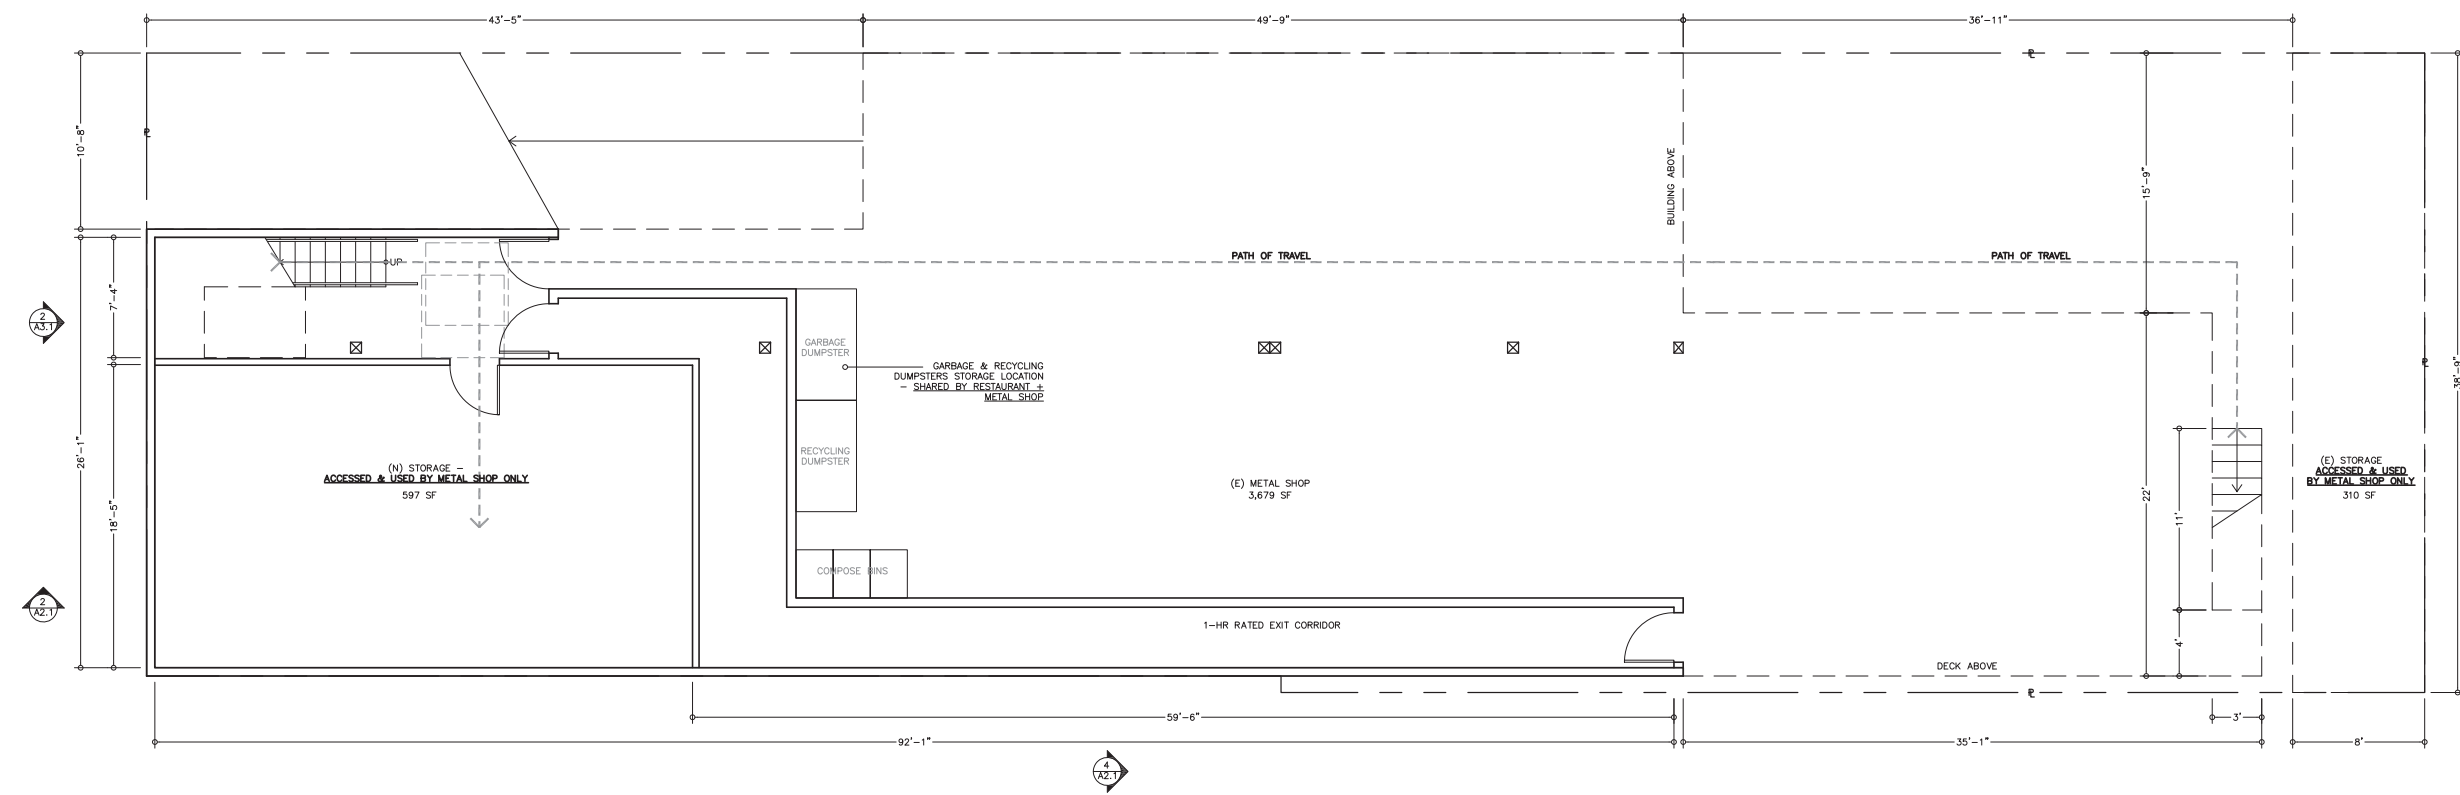 43'-5"
49'-9"
36'-11"
10'-8"
15'-9"
38'-9"
BUILDING ABOVE
UP
PATH OF TRAVEL
PATH OF TRAVEL
7'-4"
2
A3.1
GARBAGE
DUMPSTER
GARBAGE & RECYCLING
DUMPSTERS STORAGE LOCATION
- SHARED BY RESTAURANT +
METAL SHOP
RECYCLING
DUMPSTER
26'-1"
18'-5"
(N) STORAGE -
ACCESSED & USED BY METAL SHOP ONLY
597 SF
(E) METAL SHOP
3,679 SF
22'
11'
4'
(E) STORAGE
ACCESSED & USED
BY METAL SHOP ONLY
310 SF
COMPOSE BINS
2
A2.1
1-HR RATED EXIT CORRIDOR
DECK ABOVE
59'-6"
3'
92'-1"
35'-1"
8'
4
A2.1